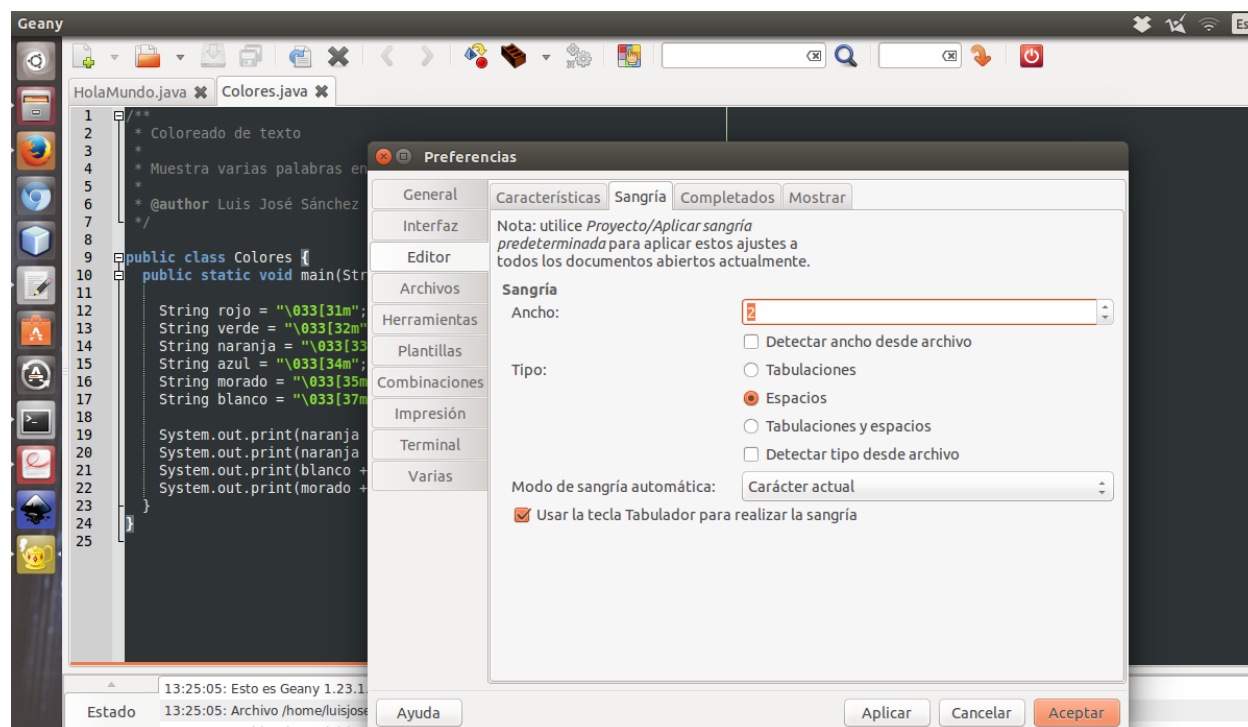 Geany
Es
HolaMundo.java
Colores.java
1 /**
2 * Coloreado de texto
3 *
4 * Muestra varias palabras en
5 *
6 * @author Luis José Sánchez
7 */
8
9 public class Colores {
10 public static void main(Str
11
12 String rojo = "\033[31m";
13 String verde = "\033[32m"
14 String naranja = "\033[33
15 String azul = "\033[34m";
16 String morado = "\033[35m
17 String blanco = "\033[37m
18
19 System.out.print(naranja
20 System.out.print(naranja
21 System.out.print(blanco +
22 System.out.print(morado +
23 }
24 }
25
Preferencias
General
Interfaz
Editor
Archivos
Herramientas
Plantillas
Combinaciones
Impresión
Terminal
Varias
Características Sangría Completados Mostrar
Nota: utilice Proyecto/Aplicar sangría
predeterminada para aplicar estos ajustes a
todos los documentos abiertos actualmente.
Sangría
Ancho: 2
Detectar ancho desde archivo
Tipo: Tabulaciones
Espacios
Tabulaciones y espacios
Detectar tipo desde archivo
Modo de sangría automática: Carácter actual
Usar la tecla Tabulador para realizar la sangría
Ayuda Aplicar Cancelar Aceptar
Estado
13:25:05: Esto es Geany 1.23.1.
13:25:05: Archivo /home/luisjose